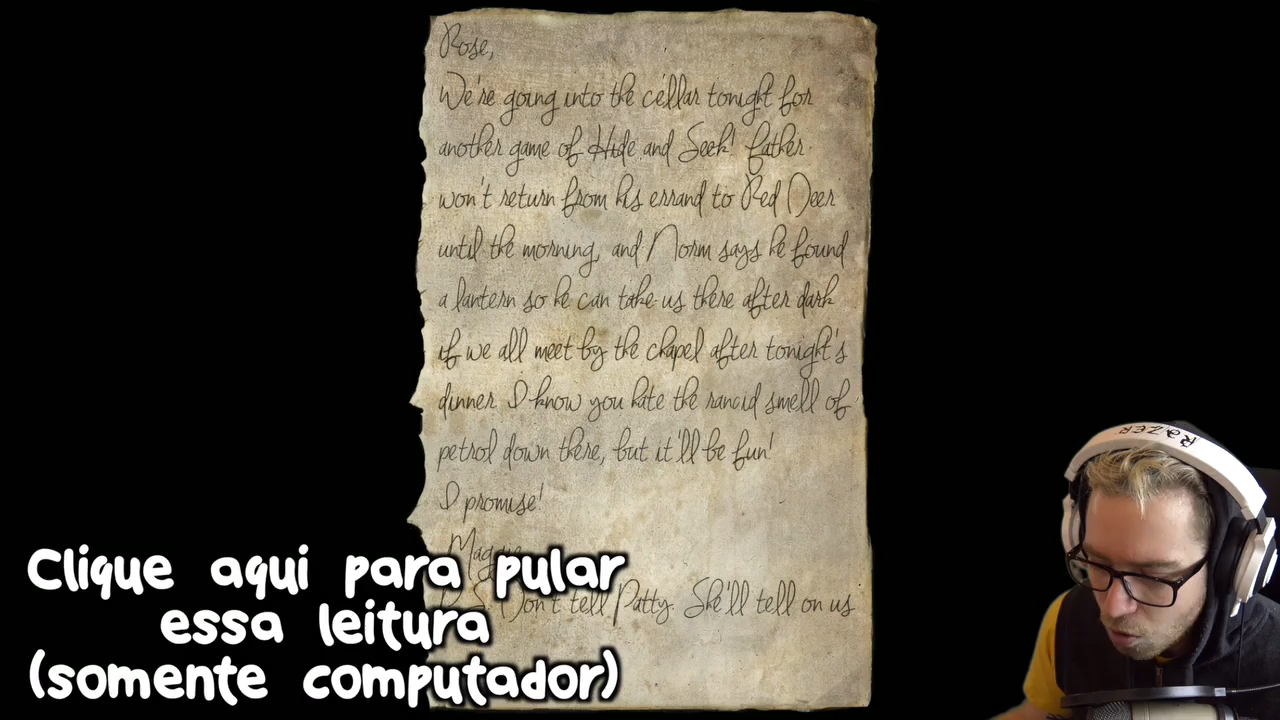 Rose,
We're going into the cellar tonight for
another game of Hide and Seek! Father
won't return from his errand to Red Deer
until the morning, and Norm says he found
a lantern so he can take us there after dark
if we all meet by the chapel after tonight's
dinner. I know you hate the rancid smell of
petrol down there, but it'll be fun!
I promise!
Maggie
P.S. Don't tell Patty. She'll tell on us
Clique aqui para pular
essa leitura
(somente computador)
RAZER